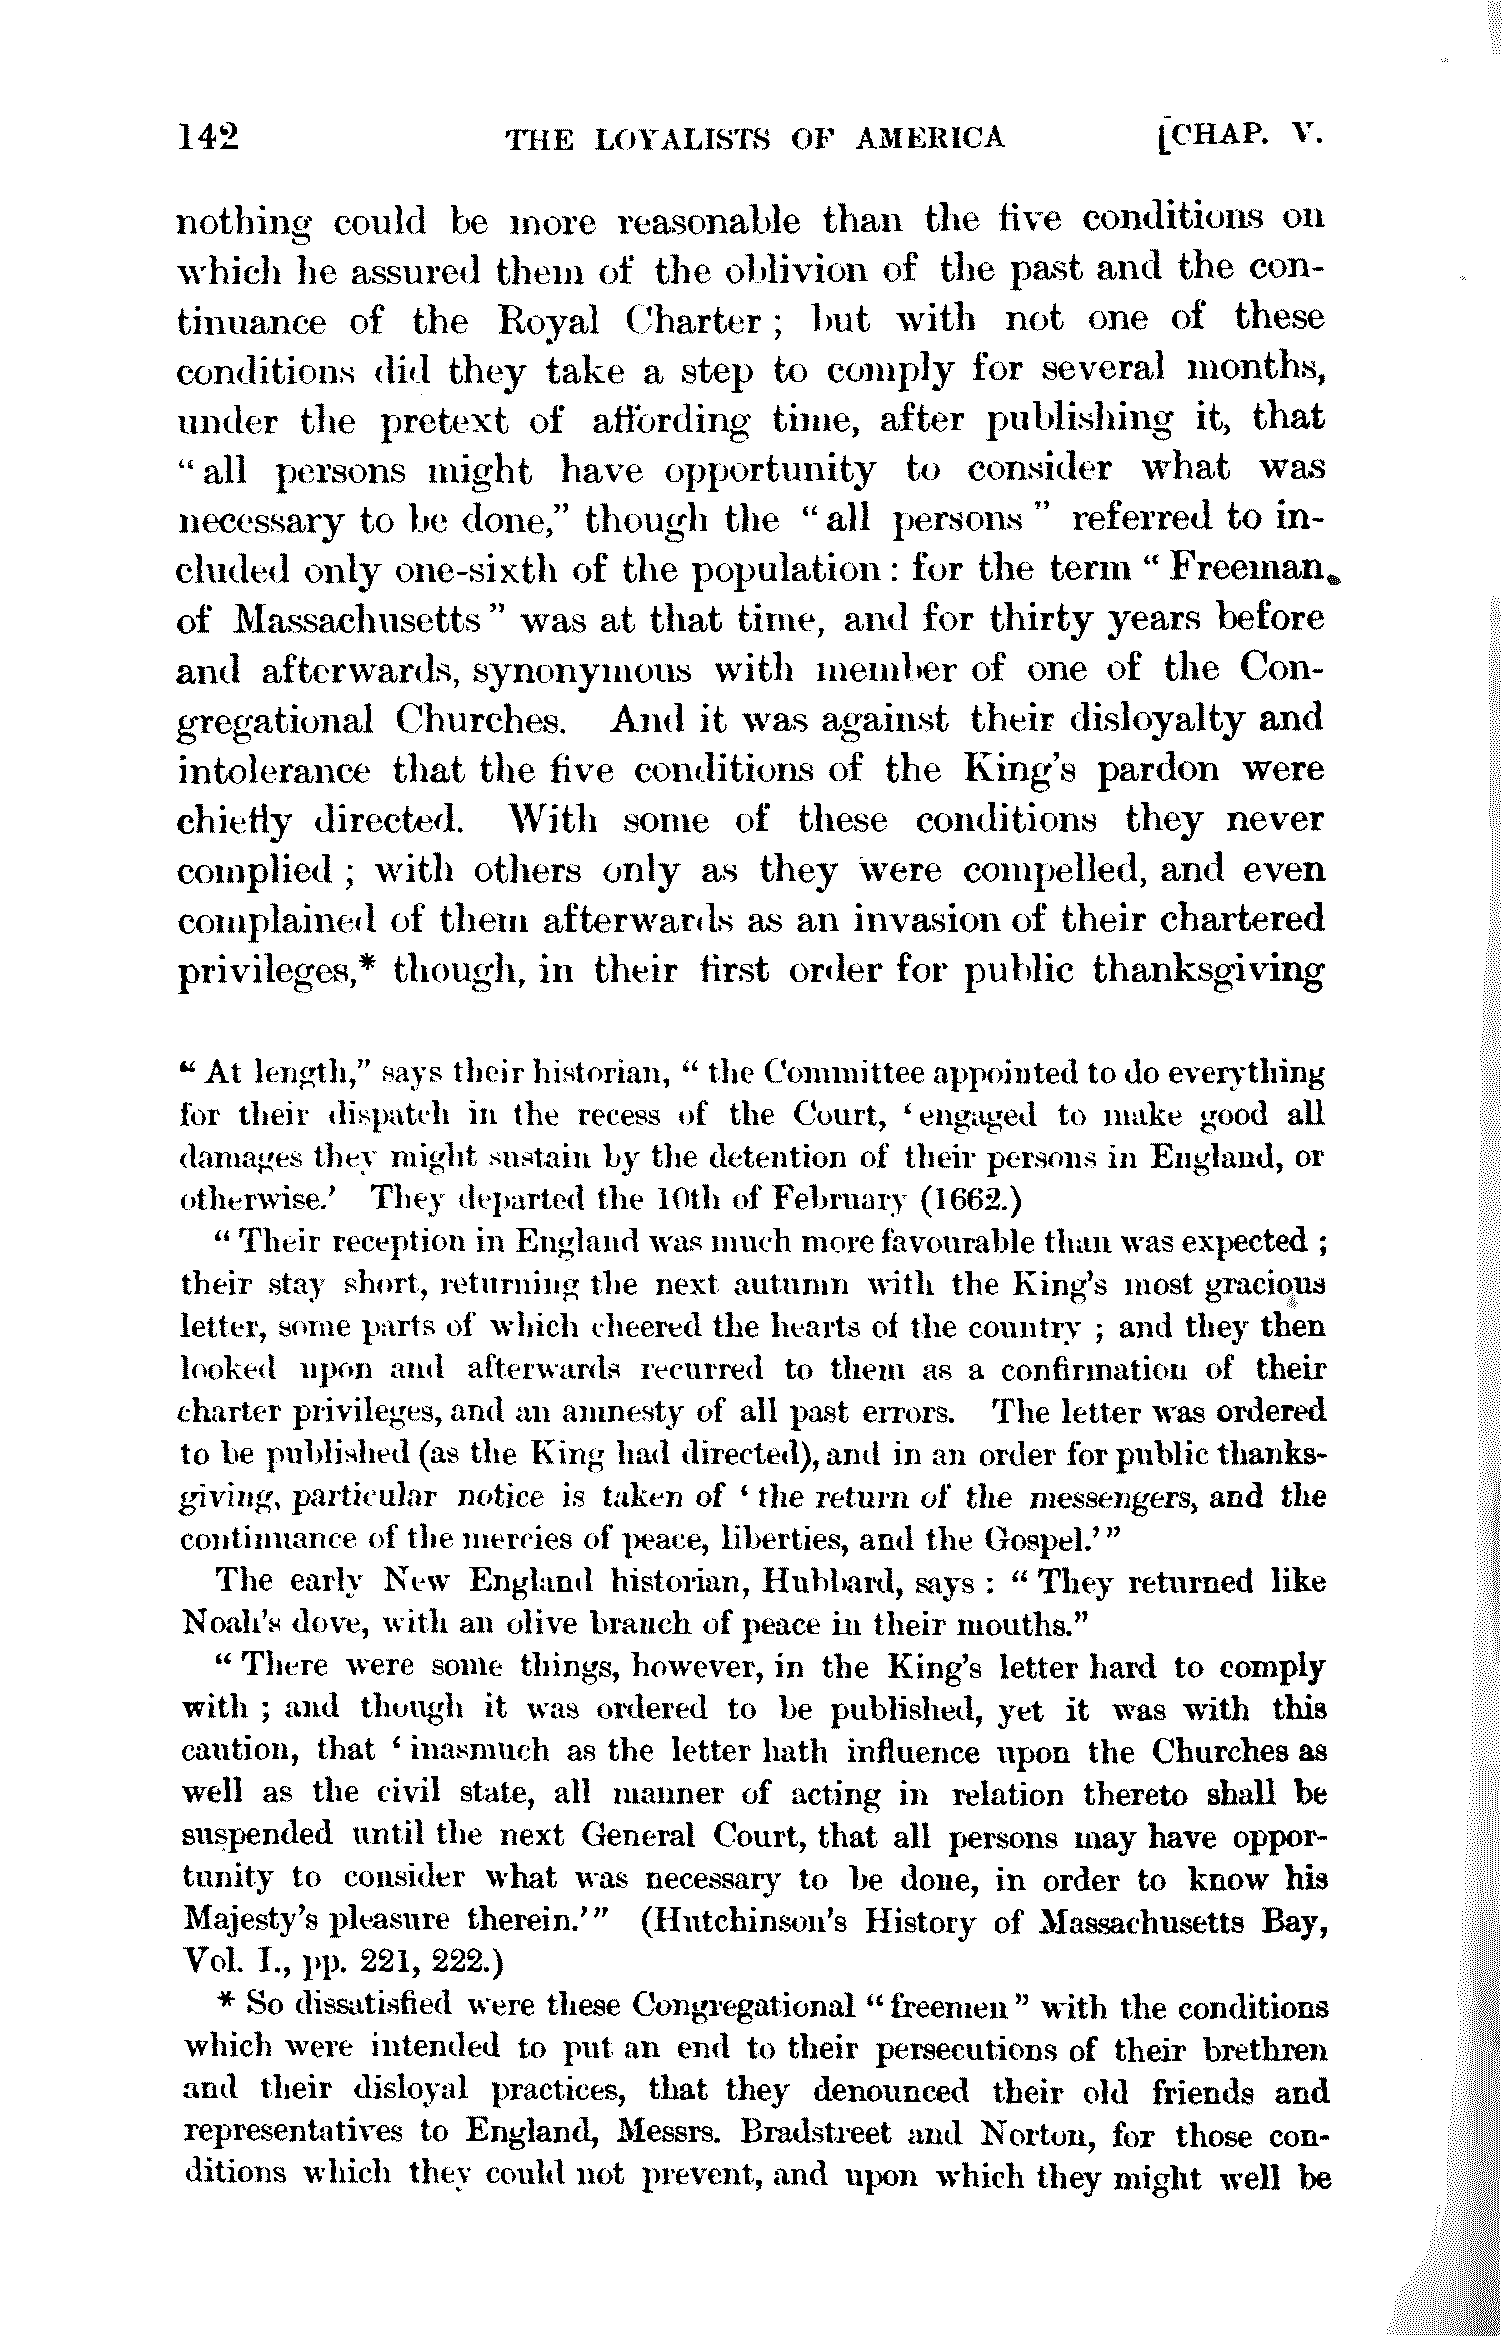 142 THE LOYALISTS OF AMERICA [CHAP. V.
nothing could be more reasonable than the five conditions on
which he assured them of the oblivion of the past and the con-
tinuance of the Royal Charter ; but with not one of these
conditions did they take a step to comply for several months,
under the pretext of affording time, after publishing it, that
“ all persons might have opportunity to consider what was
necessary to be done,” though the “ all persons ” referred to in-
cluded only one-sixth of the population : for the term “ Freeman
of Massachusetts ” was at that time, and for thirty years before
and afterwards, synonymous with member of one of the Con-
gregational Churches. And it was against their disloyalty and
intolerance that the five conditions of the King's pardon were
chiefly directed. With some of these conditions they never
complied ; with others only as they were compelled, and even
complained of them afterwards as an invasion of their chartered
privileges,* though, in their first order for public thanksgiving
“ At length,” says their historian, “ the Committee appointed to do everything
for their dispatch in the recess of the Court, ‘ engaged to make good all
damages they might sustain by the detention of their persons in England, or
otherwise.’ They departed the 10th of February (1662.)
“ Their reception in England was much more favourable than was expected ;
their stay short, returning the next autumn with the King's most gracious
letter, some parts of which cheered the hearts of the country ; and they then
looked upon and afterwards recurred to them as a confirmation of their
charter privileges, and an amnesty of all past errors. The letter was ordered
to be published (as the King had directed), and in an order for public thanks-
giving, particular notice is taken of ‘ the return of the messengers, and the
continuance of the mercies of peace, liberties, and the Gospel.’ ”
The early New England historian, Hubbard, says : “ They returned like
Noah's dove, with an olive branch of peace in their mouths.”
“ There were some things, however, in the King's letter hard to comply
with ; and though it was ordered to be published, yet it was with this
caution, that ‘ inasmuch as the letter hath influence upon the Churches as
well as the civil state, all manner of acting in relation thereto shall be
suspended until the next General Court, that all persons may have oppor-
tunity to consider what was necessary to be done, in order to know his
Majesty's pleasure therein.’ ” (Hutchinson's History of Massachusetts Bay,
Vol. I., pp. 221, 222.)
* So dissatisfied were these Congregational “ freemen ” with the conditions
which were intended to put an end to their persecutions of their brethren
and their disloyal practices, that they denounced their old friends and
representatives to England, Messrs. Bradstreet and Norton, for those con-
ditions which they could not prevent, and upon which they might well be